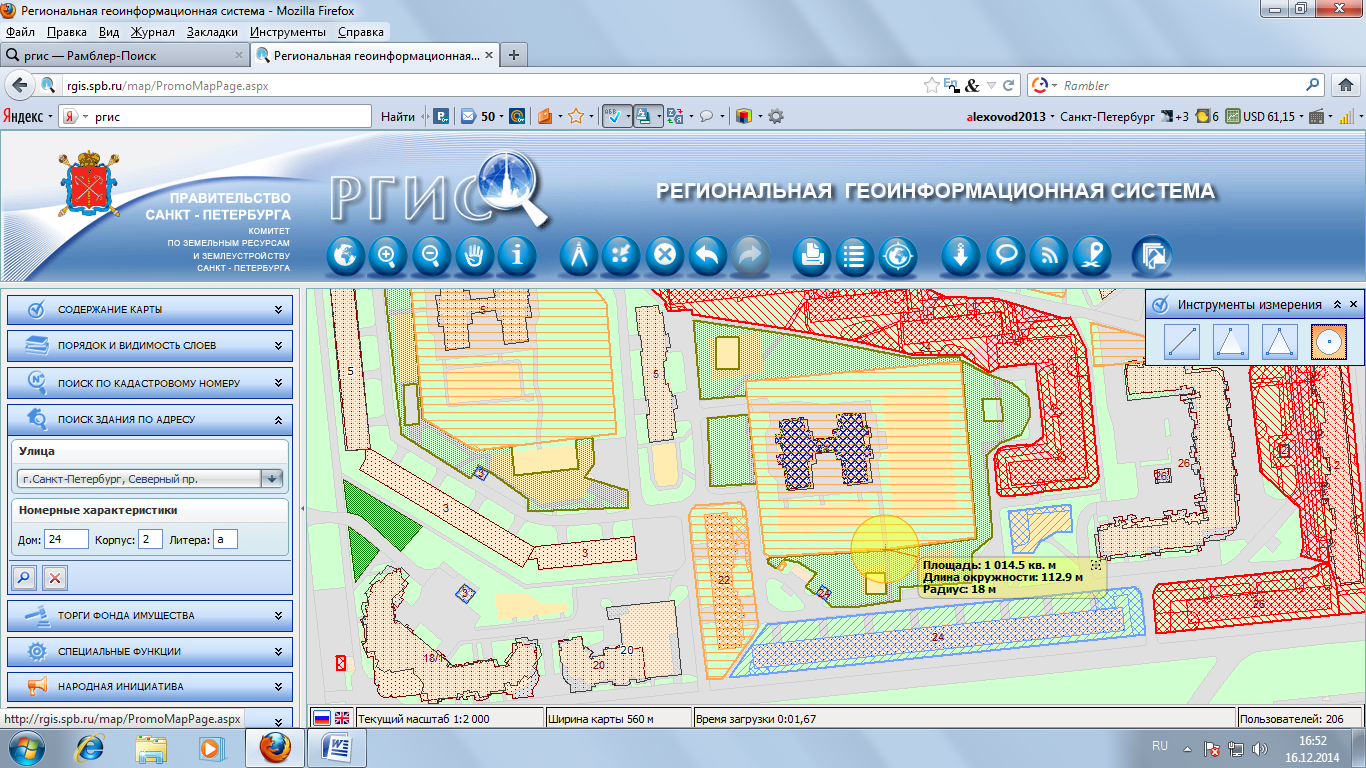 Региональная геоинформационная система - Mozilla Firefox
Файл Правка Вид Журнал Закладки Инструменты Справка
ргис — Рамблер-Поиск
Региональная геоинформационная...
rgis.spb.ru/map/PromoMapPage.aspx
Rambler
Яндекс
ргис
Найти
50
alexovod2013
Санкт-Петербург
+3
6
USD 61,15
ПРАВИТЕЛЬСТВО
САНКТ - ПЕТЕРБУРГА
КОМИТЕТ
ПО ЗЕМЕЛЬНЫМ РЕСУРСАМ
И ЗЕМЛЕУСТРОЙСТВУ
САНКТ - ПЕТЕРБУРГА
РГИС
РЕГИОНАЛЬНАЯ ГЕОИНФОРМАЦИОННАЯ СИСТЕМА
СОДЕРЖАНИЕ КАРТЫ
ПОРЯДОК И ВИДИМОСТЬ СЛОЕВ
ПОИСК ПО КАДАСТРОВОМУ НОМЕРУ
ПОИСК ЗДАНИЯ ПО АДРЕСУ
Улица
г.Санкт-Петербург, Северный пр.
Номерные характеристики
Дом: 24 Корпус: 2 Литера: а
ТОРГИ ФОНДА ИМУЩЕСТВА
СПЕЦИАЛЬНЫЕ ФУНКЦИИ
НАРОДНАЯ ИНИЦИАТИВА
http://rgis.spb.ru/map/PromoMapPage.aspx
Инструменты измерения
5
5
5
24
26
26
2
3
3
3
22
24
24
26
18/1
20
20
Площадь: 1 014.5 кв. м
Длина окружности: 112.9 м
Радиус: 18 м
Текущий масштаб 1:2 000
Ширина карты 560 м
Время загрузки 0:01,67
Пользователей: 206
RU
16:52
16.12.2014